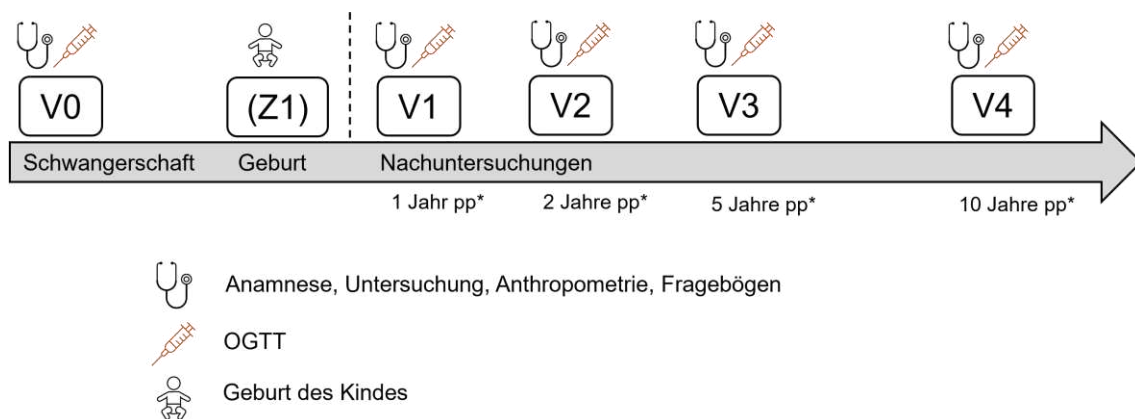 V0
(Z1)
V1
V2
V3
V4
Schwangerschaft
Geburt
Nachuntersuchungen
1 Jahr pp*
2 Jahre pp*
5 Jahre pp*
10 Jahre pp*
Anamnese, Untersuchung, Anthropometrie, Fragebögen
OGTT
Geburt des Kindes